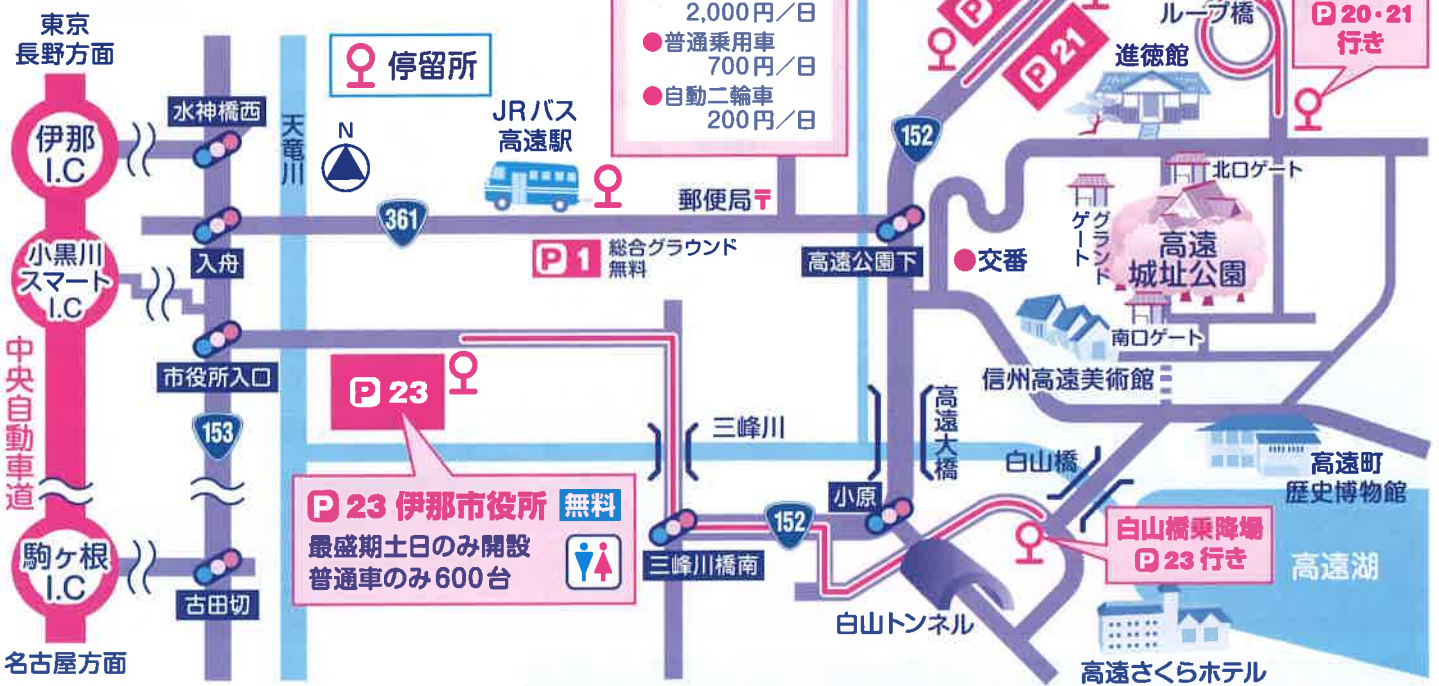 東京
長野方面
伊那
I.C
小黒川
スマート
I.C
中央自動車道
駒ヶ根
I.C
名古屋方面
水神橋西
入舟
市役所入口
153
古田切
天竜川
停留所
N
JRバス
高遠駅
361
P 1 総合グラウンド
無料
2,000円／日
●普通乗用車
700円／日
●自動二輪車
200円／日
郵便局〒
高遠公園下
152
P 21
ループ橋
P 20・21
行き
進徳館
北口ゲート
グランド
ゲート
高遠
城址公園
南口ゲート
●交番
信州高遠美術館
高遠町
歴史博物館
高遠湖
P 23
P 23 伊那市役所 無料
最盛期土日のみ開設
普通車のみ600台
三峰川
三峰川橋南
152
小原
高遠大橋
白山橋
白山橋乗降場
P 23 行き
白山トンネル
高遠さくらホテル